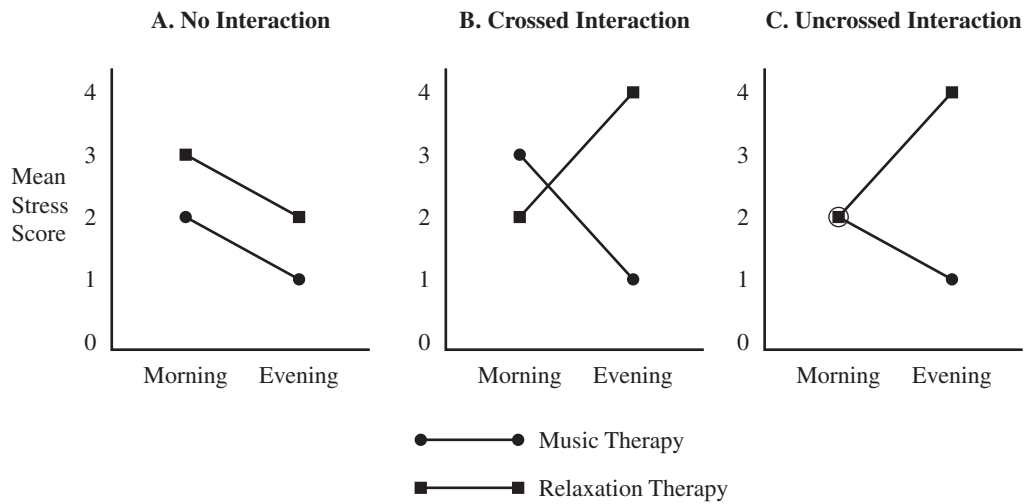 A. No Interaction
B. Crossed Interaction
C. Uncrossed Interaction
Mean
Stress
Score
4
3
2
1
0
Morning Evening
4
3
2
1
0
Morning Evening
4
3
2
1
0
Morning Evening
Music Therapy
Relaxation Therapy